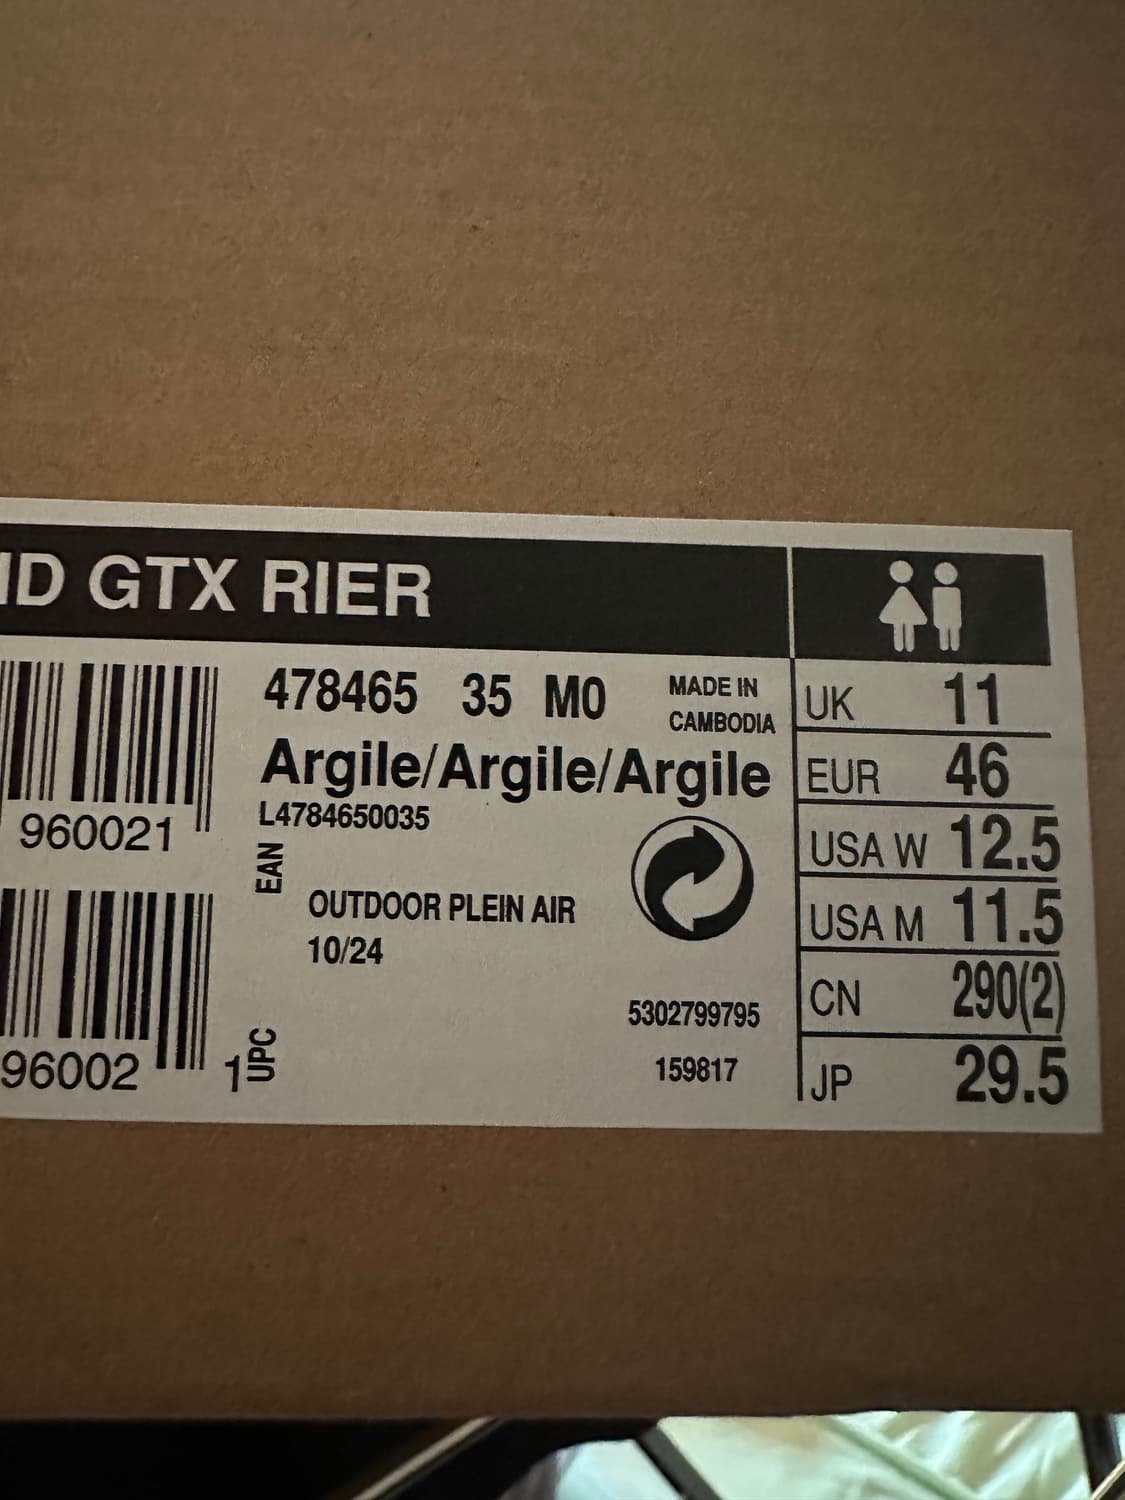 ID GTX RIER
478465 35 M0
MADE IN
CAMBODIA
Argile/Argile/Argile
L4784650035
960021
EAN
OUTDOOR PLEIN AIR
10/24
5302799795
159817
96002 1
UPC
UK 11
EUR 46
USA W 12.5
USA M 11.5
CN 290(2)
JP 29.5